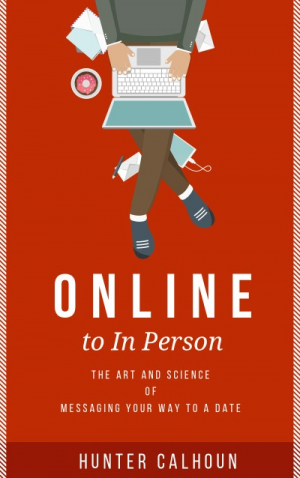 ONLINE
to In Person
THE ART AND SCIENCE
OF
MESSAGING YOUR WAY TO A DATE
HUNTER CALHOUN